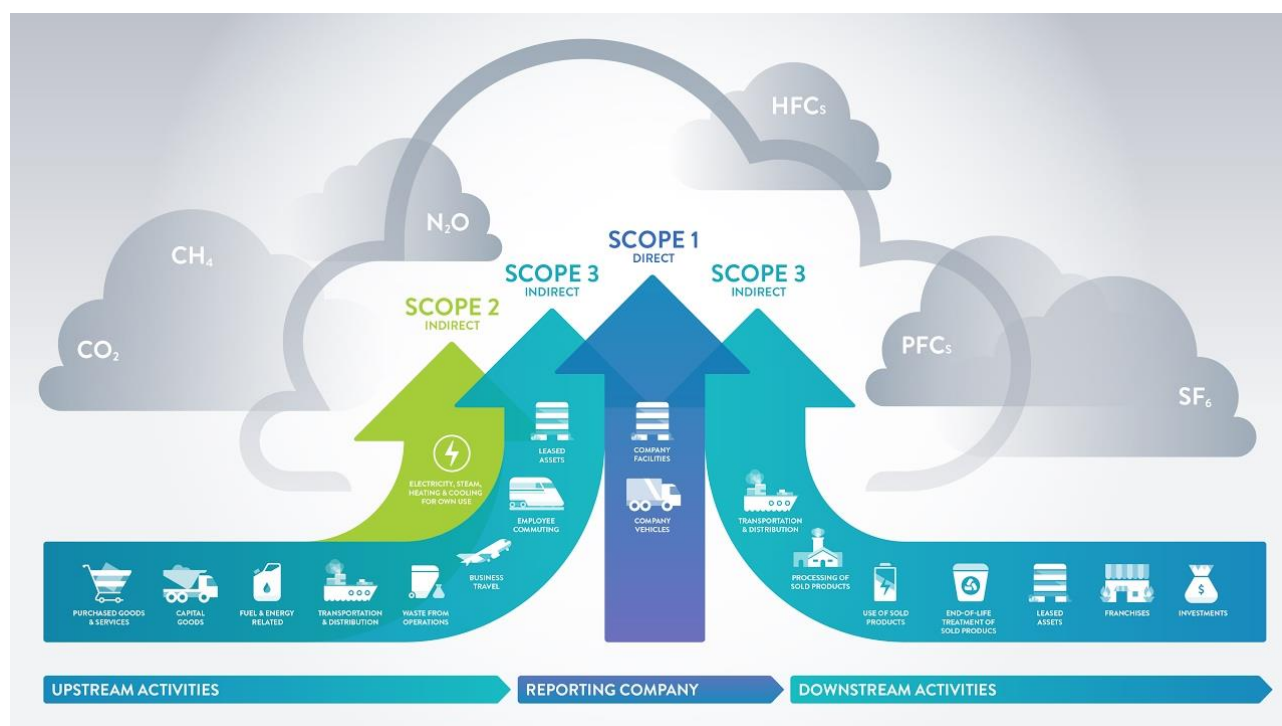 HFCs
N₂O
CH₄
CO₂
PFCs
SF₆
SCOPE 1
DIRECT
SCOPE 3
INDIRECT
SCOPE 3
INDIRECT
SCOPE 2
INDIRECT
ELECTRICITY, STEAM,
HEATING & COOLING
FOR OWN USE
LEASED
ASSETS
EMPLOYEE
COMMUTING
BUSINESS
TRAVEL
COMPANY
FACILITIES
COMPANY
VEHICLES
TRANSPORTATION
& DISTRIBUTION
PROCESSING OF
SOLD PRODUCTS
PURCHASED GOODS
& SERVICES
CAPITAL
GOODS
FUEL & ENERGY
RELATED
TRANSPORTATION
& DISTRIBUTION
WASTE FROM
OPERATIONS
USE OF SOLD
PRODUCTS
END-OF-LIFE
TREATMENT OF
SOLD PRODUCS
LEASED
ASSETS
FRANCHISES
$
INVESTMENTS
UPSTREAM ACTIVITIES
REPORTING COMPANY
DOWNSTREAM ACTIVITIES